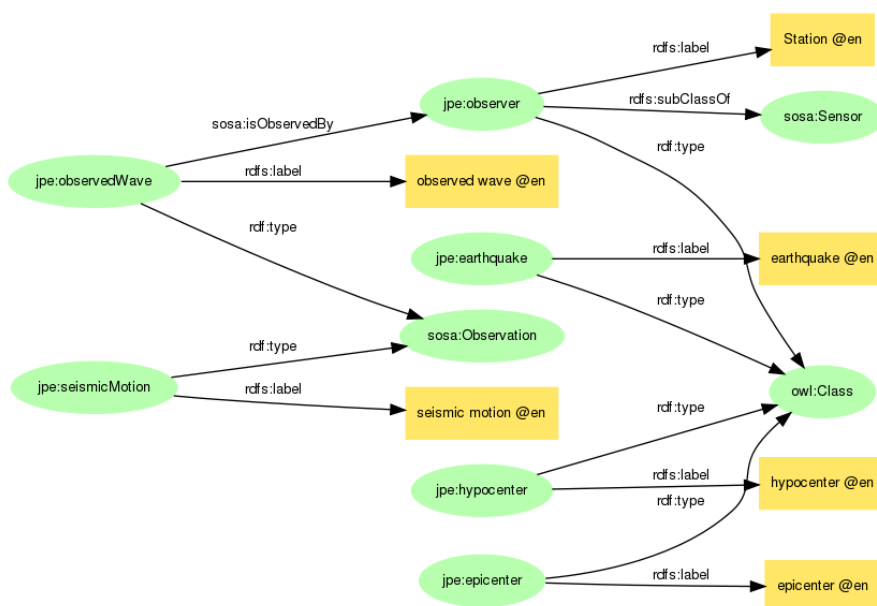 Station @en
rdfs:label
jpe:observer
rdfs:subClassOf
sosa:Sensor
sosa:isObservedBy
rdf:type
jpe:observedWave
rdfs:label
observed wave @en
rdf:type
rdfs:label
jpe:earthquake
earthquake @en
rdf:type
sosa:Observation
rdf:type
jpe:seismicMotion
rdfs:label
seismic motion @en
owl:Class
rdf:type
rdfs:label
jpe:hypocenter
hypocenter @en
rdf:type
jpe:epicenter
rdfs:label
epicenter @en